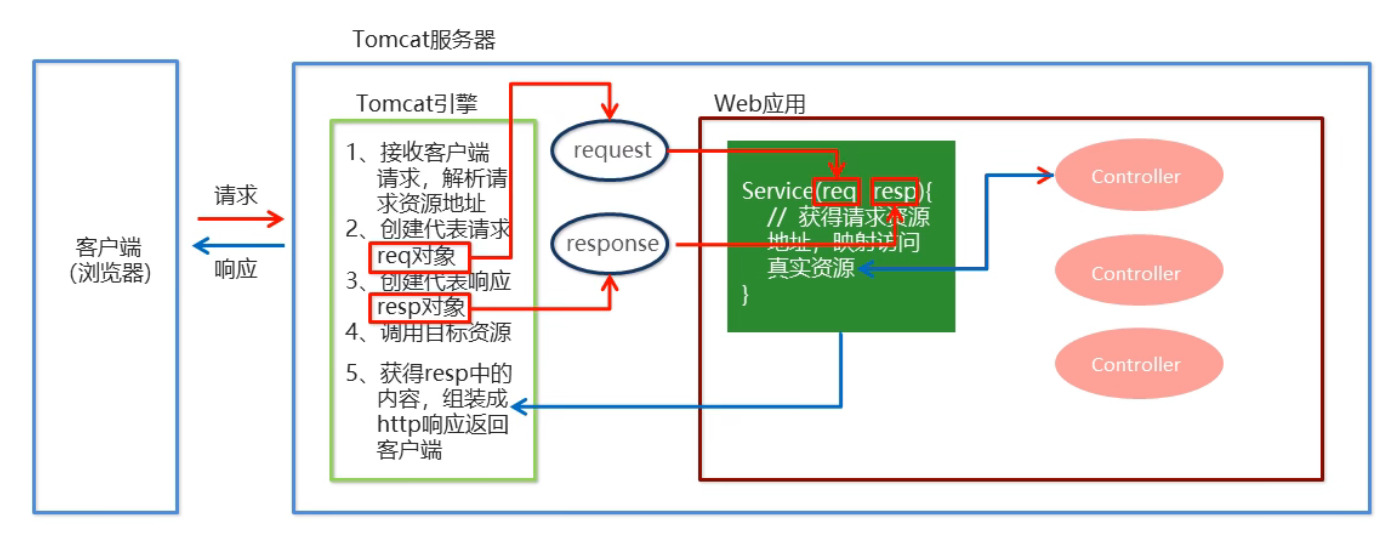 Tomcat服务器
客户端
(浏览器)
请求
响应
Tomcat引擎
1、接收客户端
请求，解析请
求资源地址
2、创建代表请求
req对象
3、创建代表响应
resp对象
4、调用目标资源
5、获得resp中的
内容，组装成
http响应返回
客户端
request
response
Web应用
Service(req resp){
// 获得请求资源
地址，映射访问
真实资源
}
Controller
Controller
Controller